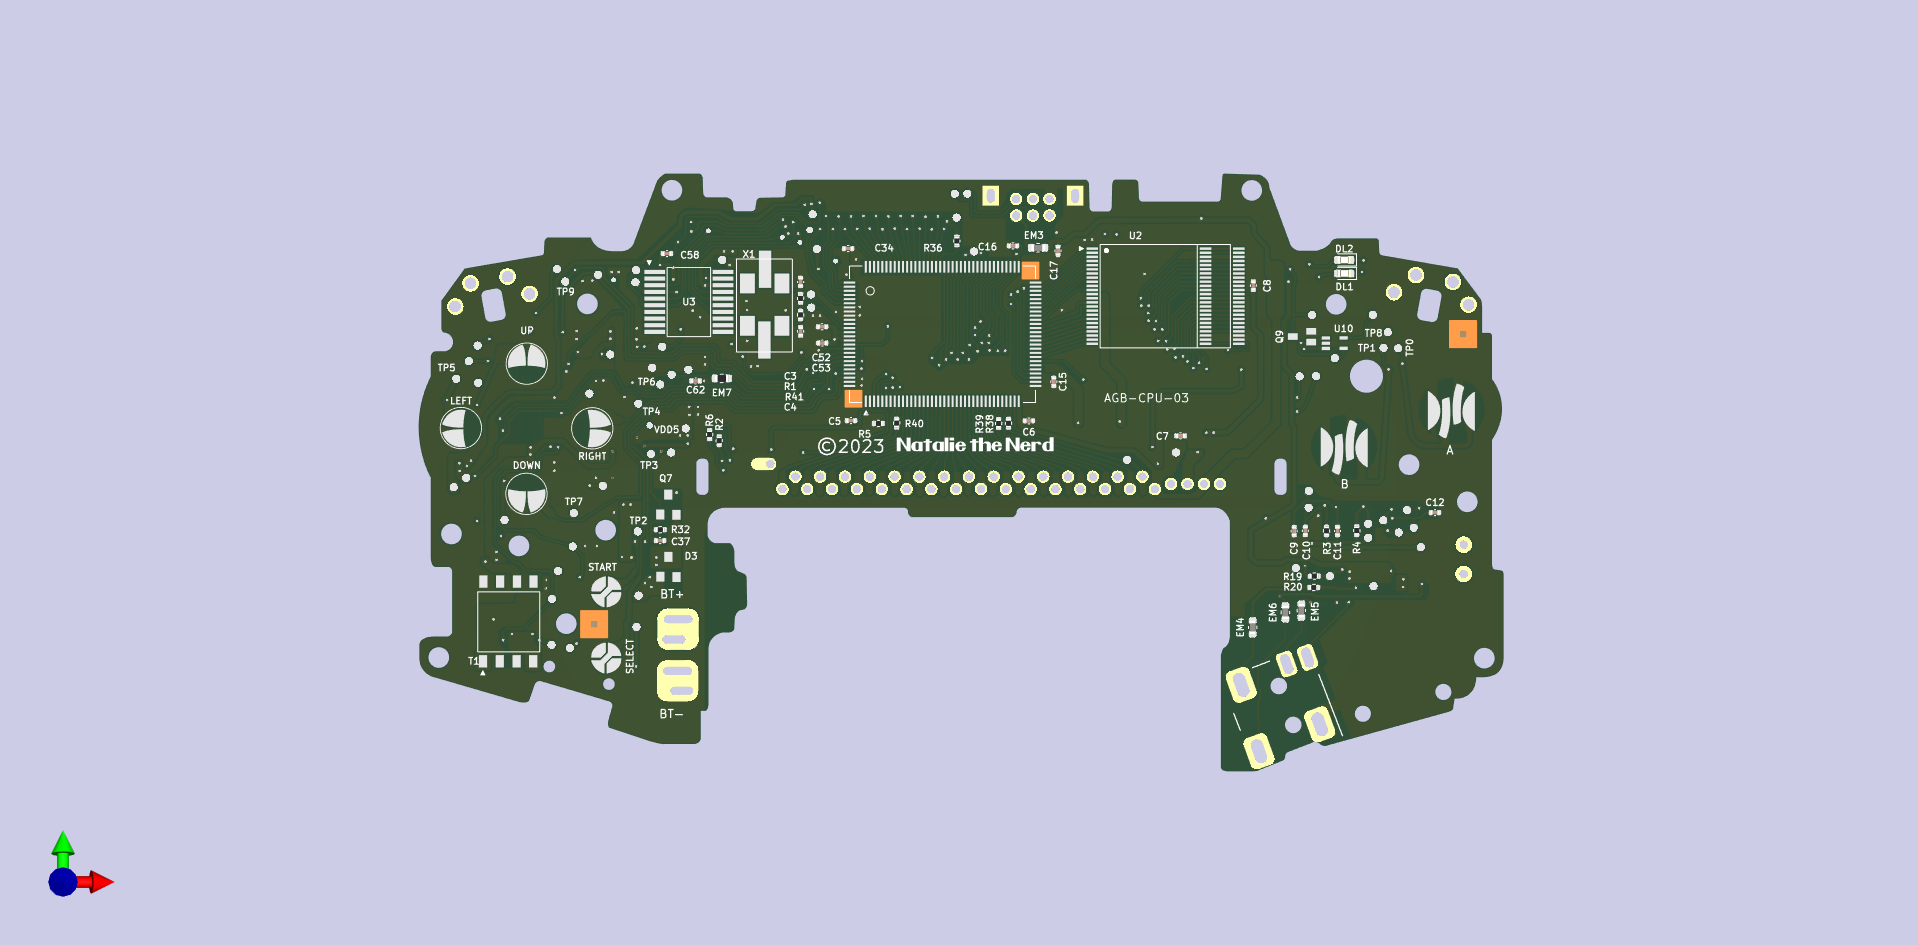 EM3
U2
C34
R36
C16
C17
DL2
DL1
C58
X1
C8
TP9
U3
UP
Q9
U10
TP8
TP1
TP0
C52
C53
TP5
TP6
C62
EM7
C3
R1
R41
C4
C15
LEFT
TP4
AGB-CPU-03
R6
R2
VDD5
C5
R5
R40
R39
R38
C6
C7
©2023 Natalie the Nerd
RIGHT
A
DOWN
TP3
B
Q7
TP7
C12
TP2
R32
C37
C9
C10
R3
C11
R4
D3
START
R19
R20
BT+
EM6
EM5
EM4
SELECT
T1
BT-